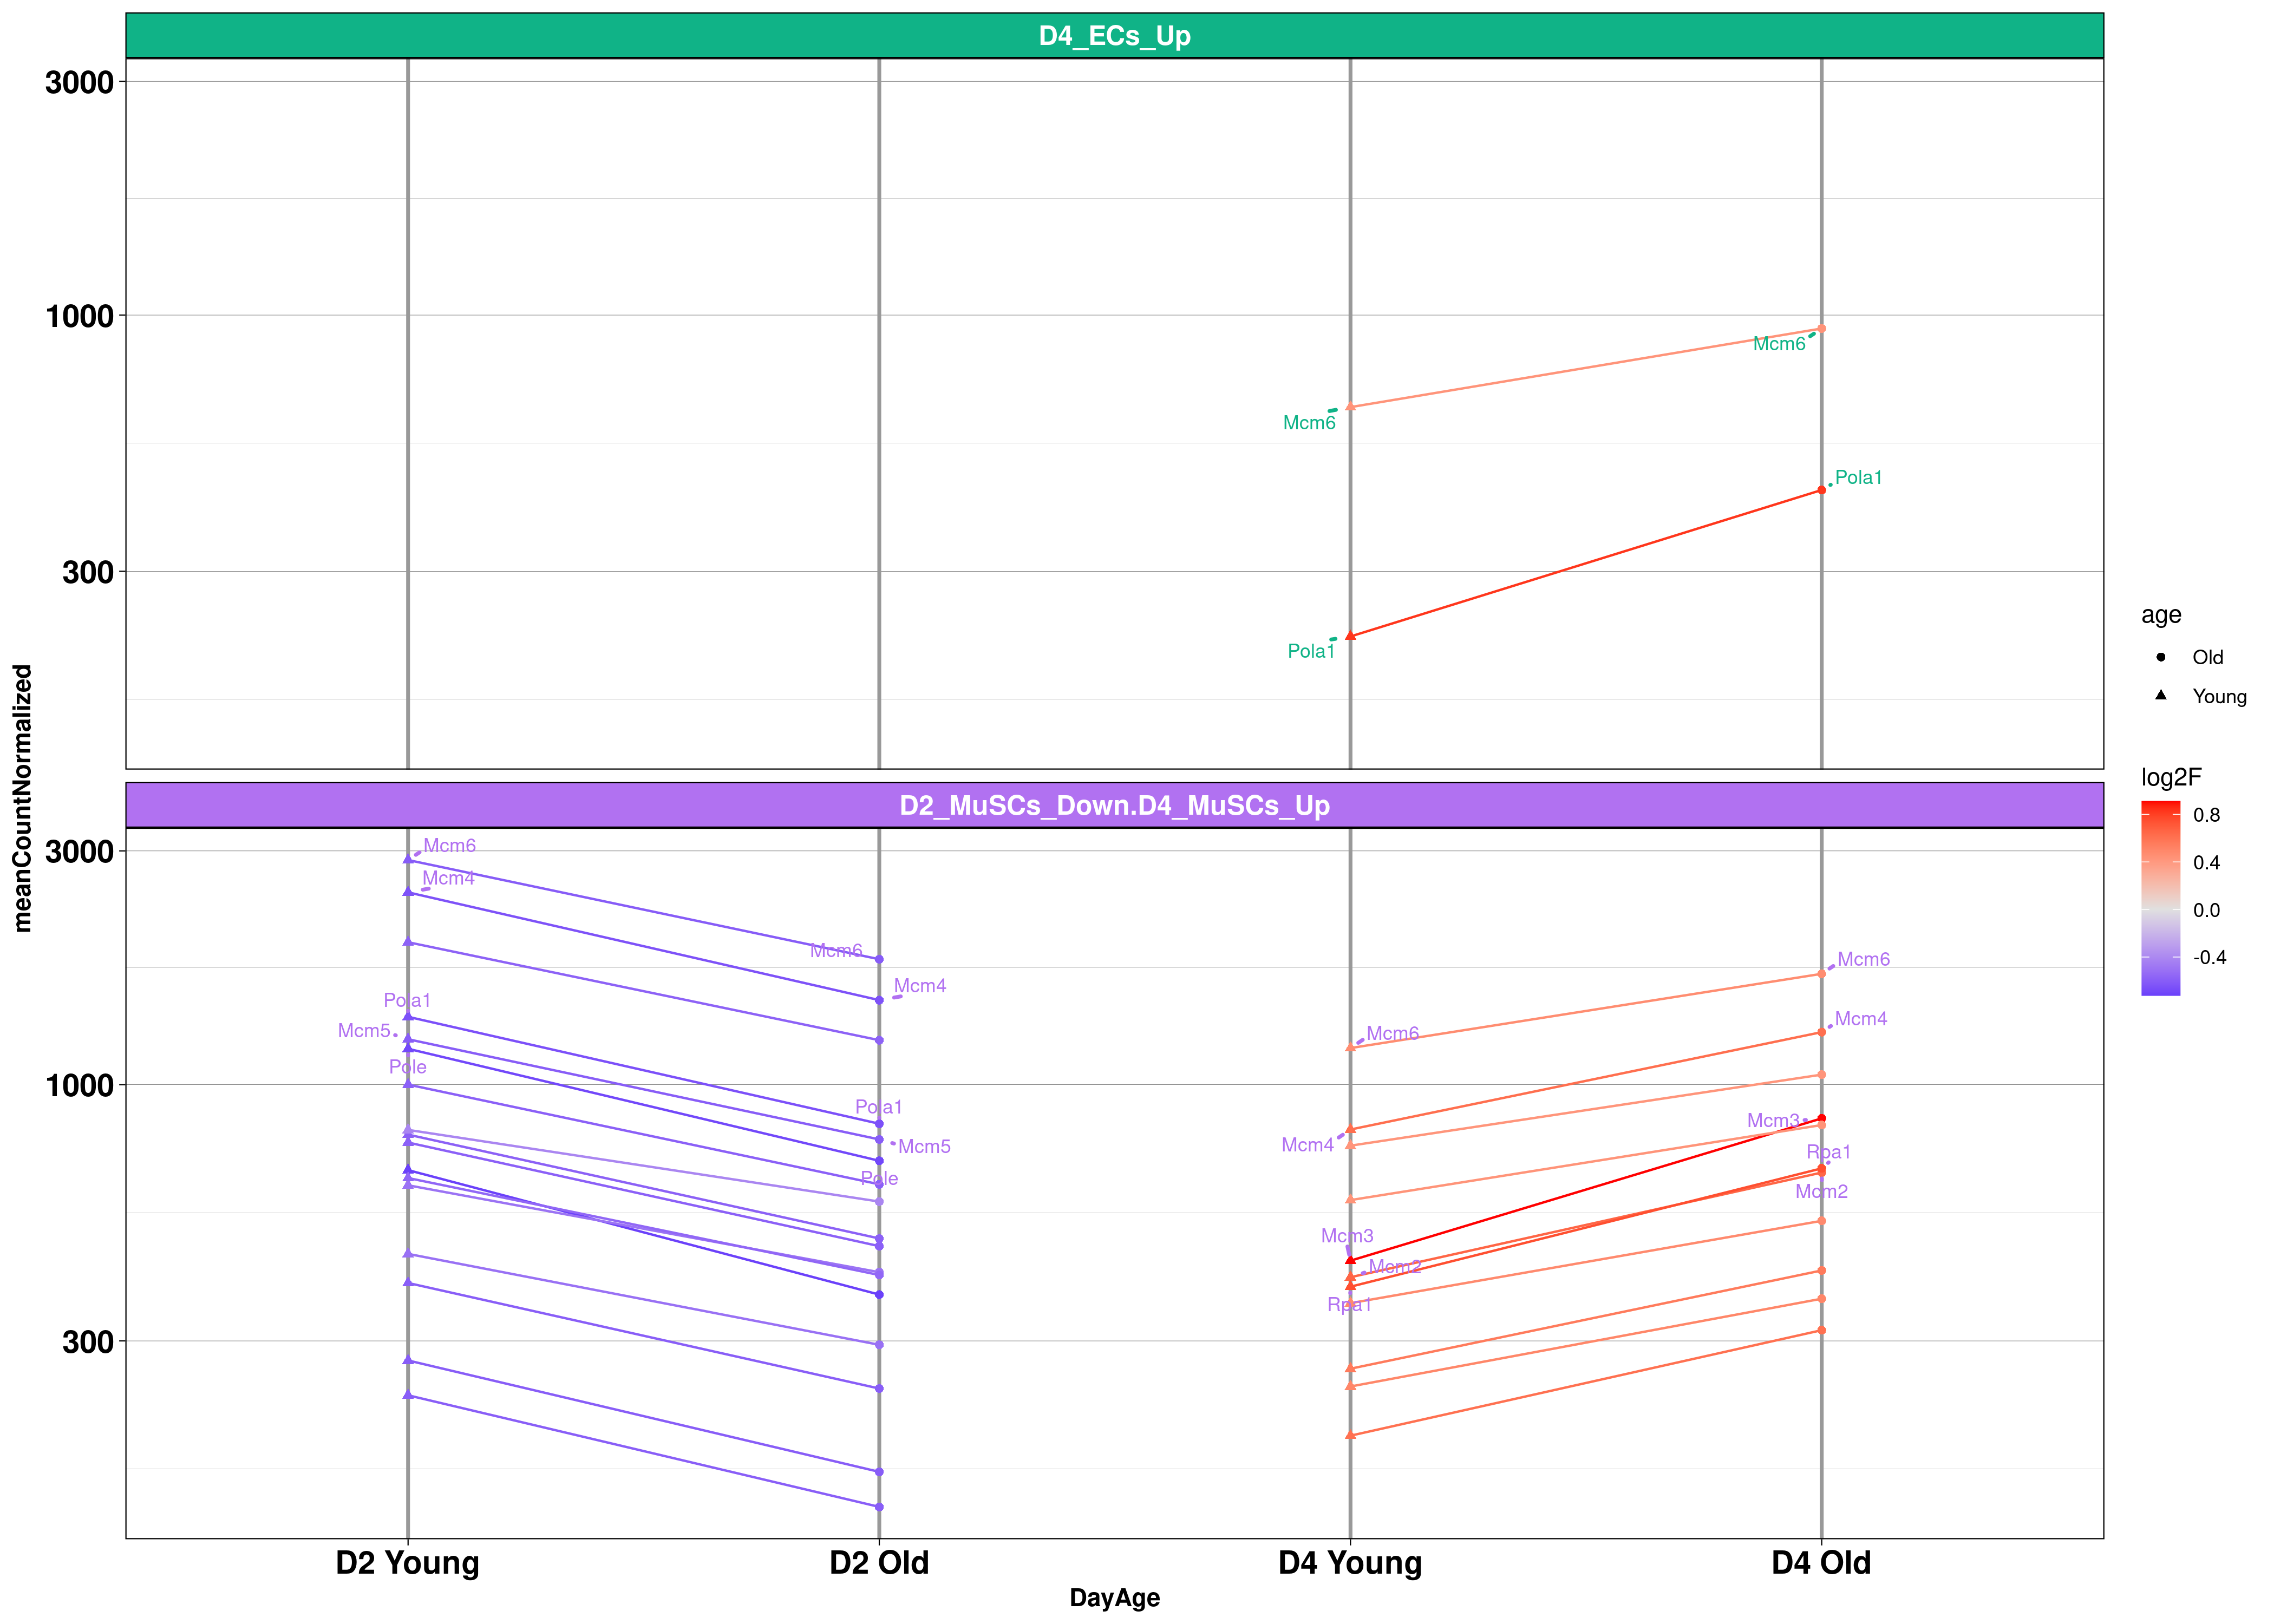 D4_ECs_Up
3000
1000
300
Mcm6
Mcm6
Pola1
Pola1
meanCountNormalized
D2_MuSCs_Down.D4_MuSCs_Up
3000
1000
300
Mcm6
Mcm4
Mcm6
Mcm4
Pola1
Mcm5
Pole
Pola1
Mcm5
Pole
Mcm6
Mcm4
Mcm6
Mcm4
Mcm3
Rpa1
Mcm2
Mcm3
Mcm2
Rpa1
D2 Young
D2 Old
D4 Young
D4 Old
DayAge
age
Old
Young
log2F
0.8
0.4
0.0
-0.4